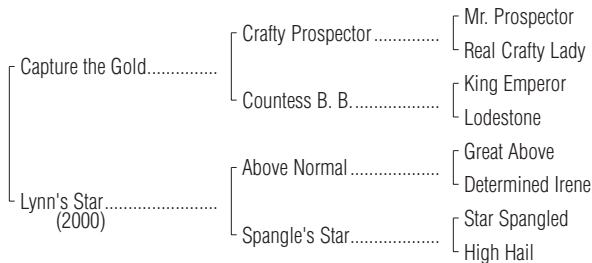 Mr. Prospector
Crafty Prospector...............
Real Crafty Lady
Capture the Gold...............
King Emperor
Countess B. B. ..................
Lodestone
Great Above
Above Normal ...................
Determined Irene
Lynn's Star........................
(2000)
Star Spangled
Spangle's Star...................
High Hail